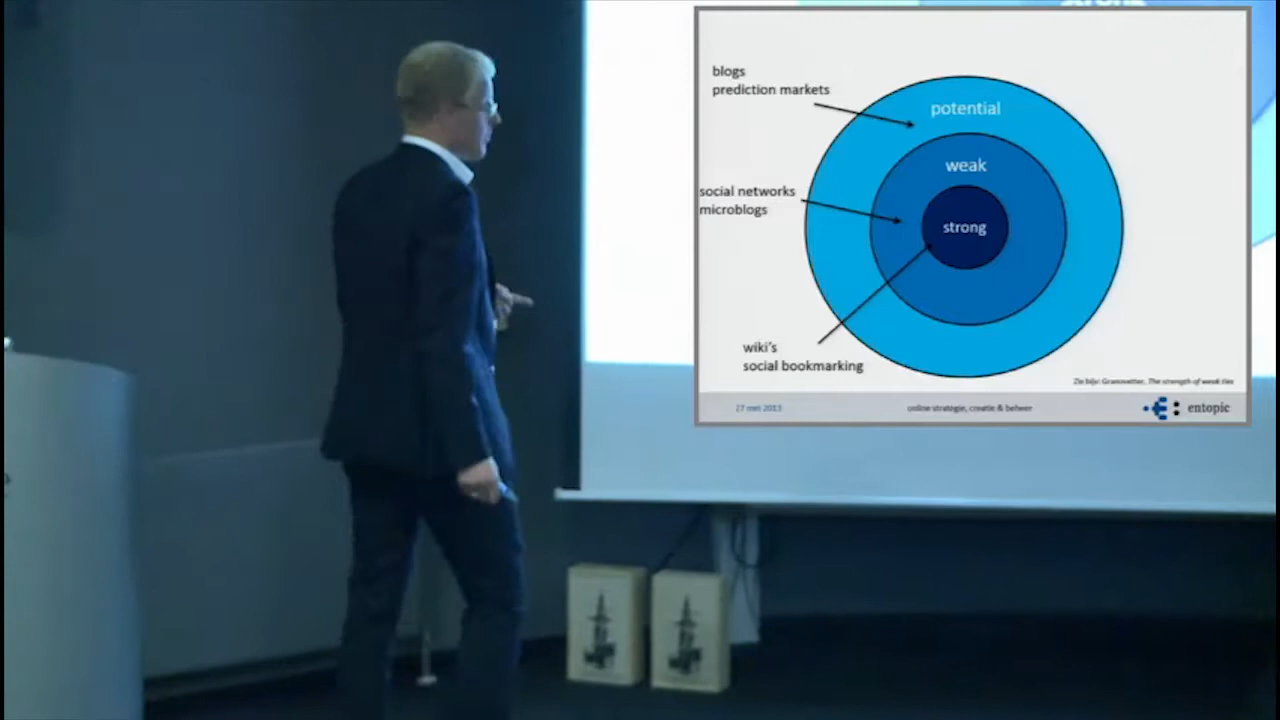 blogs
prediction markets
potential
weak
social networks
microblogs
strong
wiki's
social bookmarking
Zie bijv: Granovetter, The strength of weak ties
27 mei 2013
online strategie, creatie & beheer
entopic